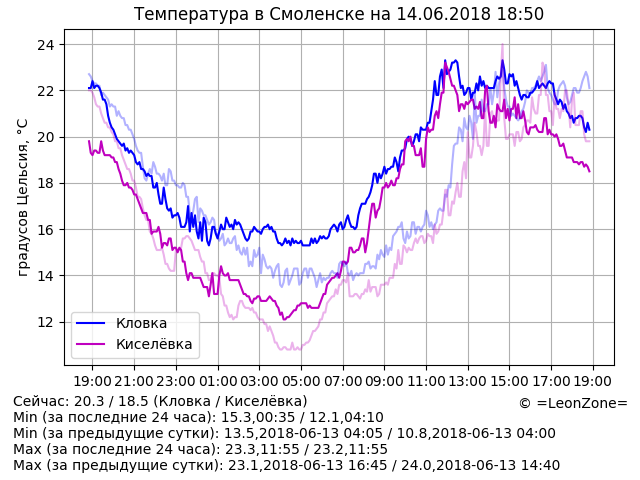 Температура в Смоленске на 14.06.2018 18:50
градусов Цельсия, °C
24
22
20
18
16
14
12
Кловка
Киселёвка
19:00 21:00 23:00 01:00 03:00 05:00 07:00 09:00 11:00 13:00 15:00 17:00 19:00
Сейчас: 20.3 / 18.5 (Кловка / Киселёвка)
© =LeonZone=
Min (за последние 24 часа): 15.3,00:35 / 12.1,04:10
Min (за предыдущие сутки): 13.5,2018-06-13 04:05 / 10.8,2018-06-13 04:00
Max (за последние 24 часа): 23.3,11:55 / 23.2,11:55
Max (за предыдущие сутки): 23.1,2018-06-13 16:45 / 24.0,2018-06-13 14:40